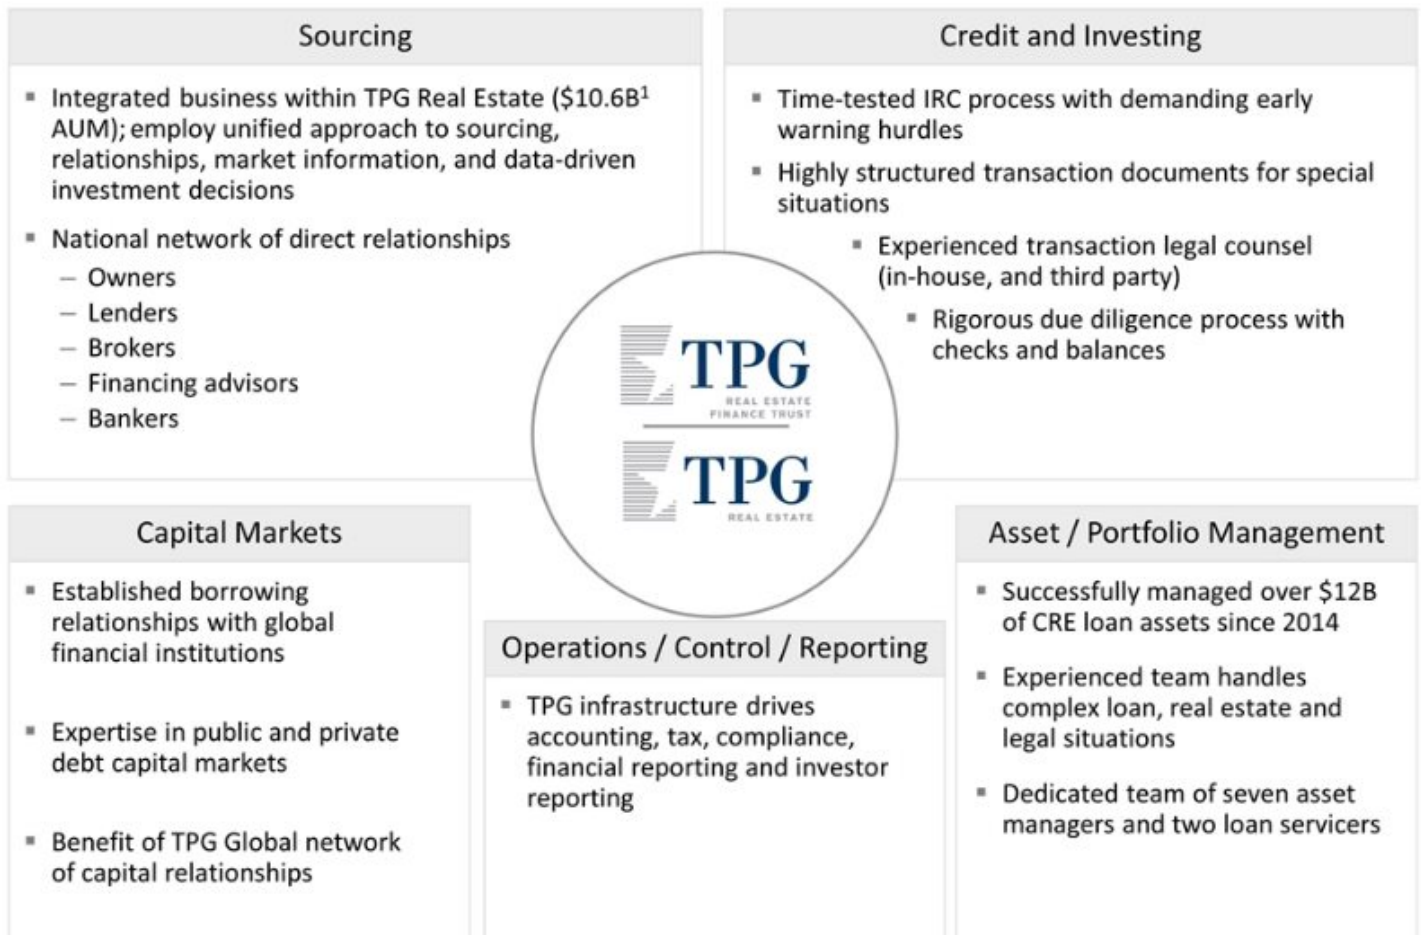 Sourcing
▪ Integrated business within TPG Real Estate ($10.6B¹
AUM); employ unified approach to sourcing,
relationships, market information, and data-driven
investment decisions
▪ National network of direct relationships
– Owners
– Lenders
– Brokers
– Financing advisors
– Bankers
Credit and Investing
▪ Time-tested IRC process with demanding early
warning hurdles
▪ Highly structured transaction documents for special
situations
▪ Experienced transaction legal counsel
(in-house, and third party)
▪ Rigorous due diligence process with
checks and balances
TPG
REAL ESTATE
FINANCE TRUST
TPG
REAL ESTATE
Capital Markets
▪ Established borrowing
relationships with global
financial institutions
▪ Expertise in public and private
debt capital markets
▪ Benefit of TPG Global network
of capital relationships
Operations / Control / Reporting
▪ TPG infrastructure drives
accounting, tax, compliance,
financial reporting and investor
reporting
Asset / Portfolio Management
▪ Successfully managed over $12B
of CRE loan assets since 2014
▪ Experienced team handles
complex loan, real estate and
legal situations
▪ Dedicated team of seven asset
managers and two loan servicers